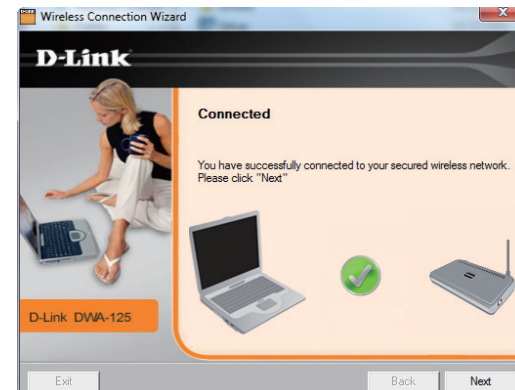 Wireless Connection Wizard
D-Link
Connected
You have successfully connected to your secured wireless network.
Please click "Next"
D-Link DWA-125
Exit
Back
Next